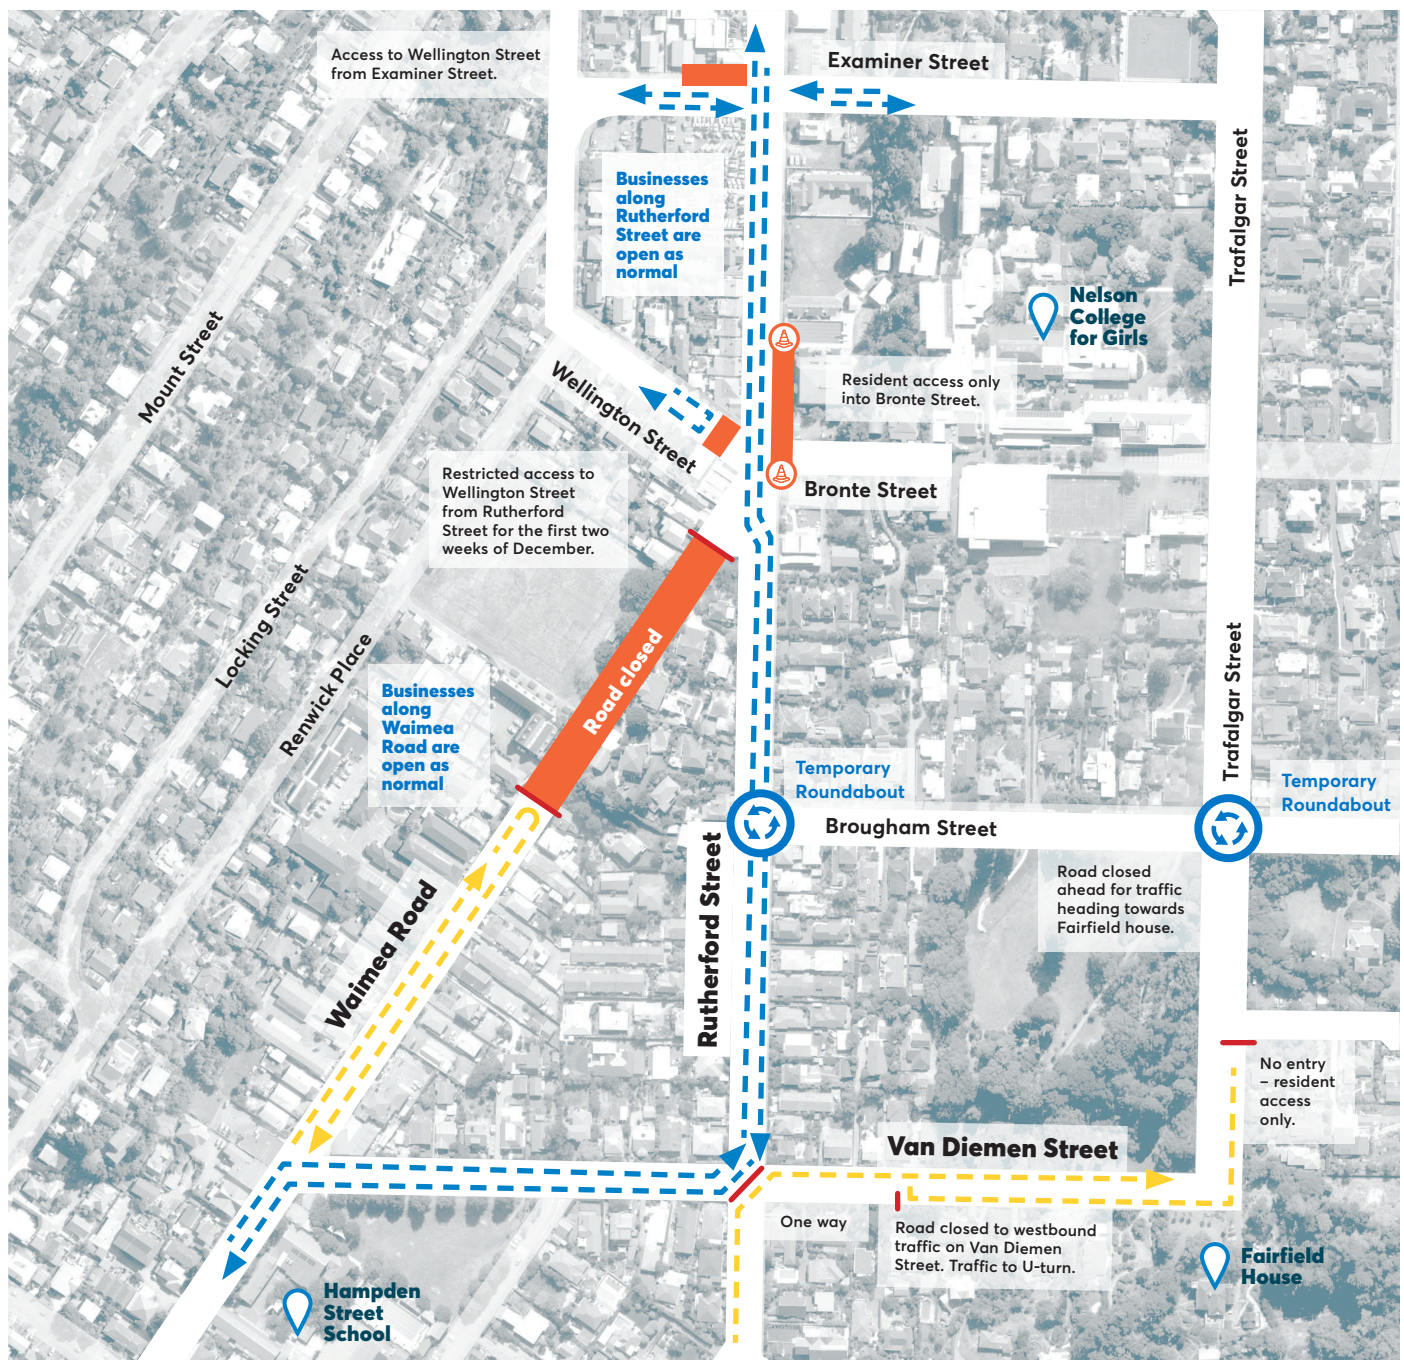 Access to Wellington Street
from Examiner Street.
Examiner Street
Trafalgar Street
Businesses
along
Rutherford
Street are
open as
normal
Nelson
College
for Girls
Mount Street
Wellington Street
Resident access only
into Bronte Street.
Restricted access to
Wellington Street
from Rutherford
Street for the first two
weeks of December.
Bronte Street
Locking Street
Renwick Place
Road closed
Trafalgar Street
Businesses
along
Waimea
Road are
open as
normal
Temporary
Roundabout
Temporary
Roundabout
Brougham Street
Rutherford Street
Waimea Road
Road closed
ahead for traffic
heading towards
Fairfield house.
No entry
– resident
access
only.
Van Diemen Street
One way
Road closed to westbound
traffic on Van Diemen
Street. Traffic to U-turn.
Fairfield
House
Hampden
Street
School